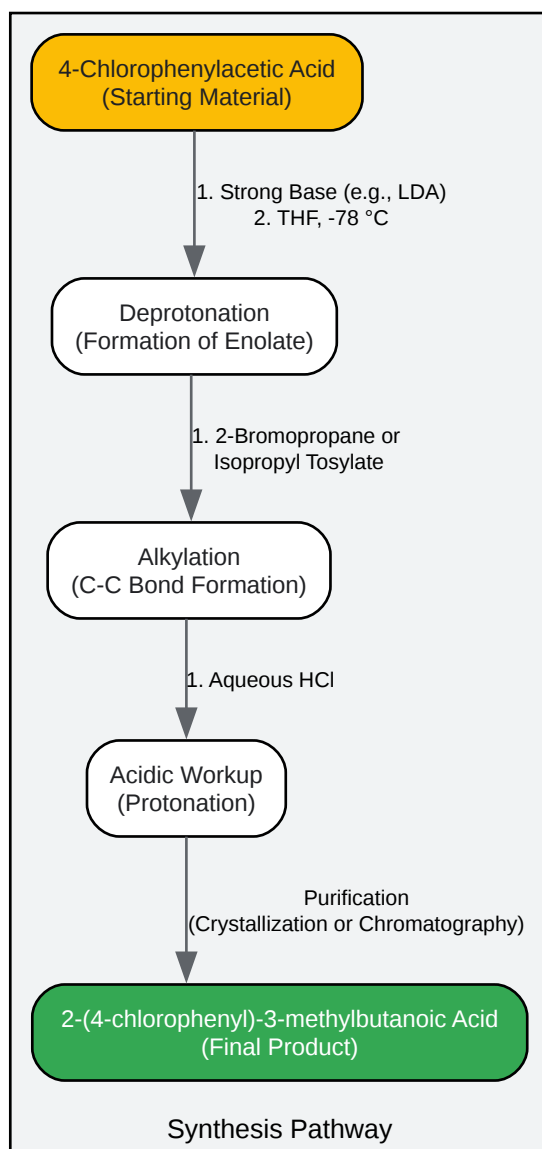 4-Chlorophenylacetic Acid
(Starting Material)
1. Strong Base (e.g., LDA)
2. THF, -78 °C
Deprotonation
(Formation of Enolate)
1. 2-Bromopropane or
Isopropyl Tosylate
Alkylation
(C-C Bond Formation)
1. Aqueous HCl
Acidic Workup
(Protonation)
Purification
(Crystallization or Chromatography)
2-(4-chlorophenyl)-3-methylbutanoic Acid
(Final Product)
Synthesis Pathway